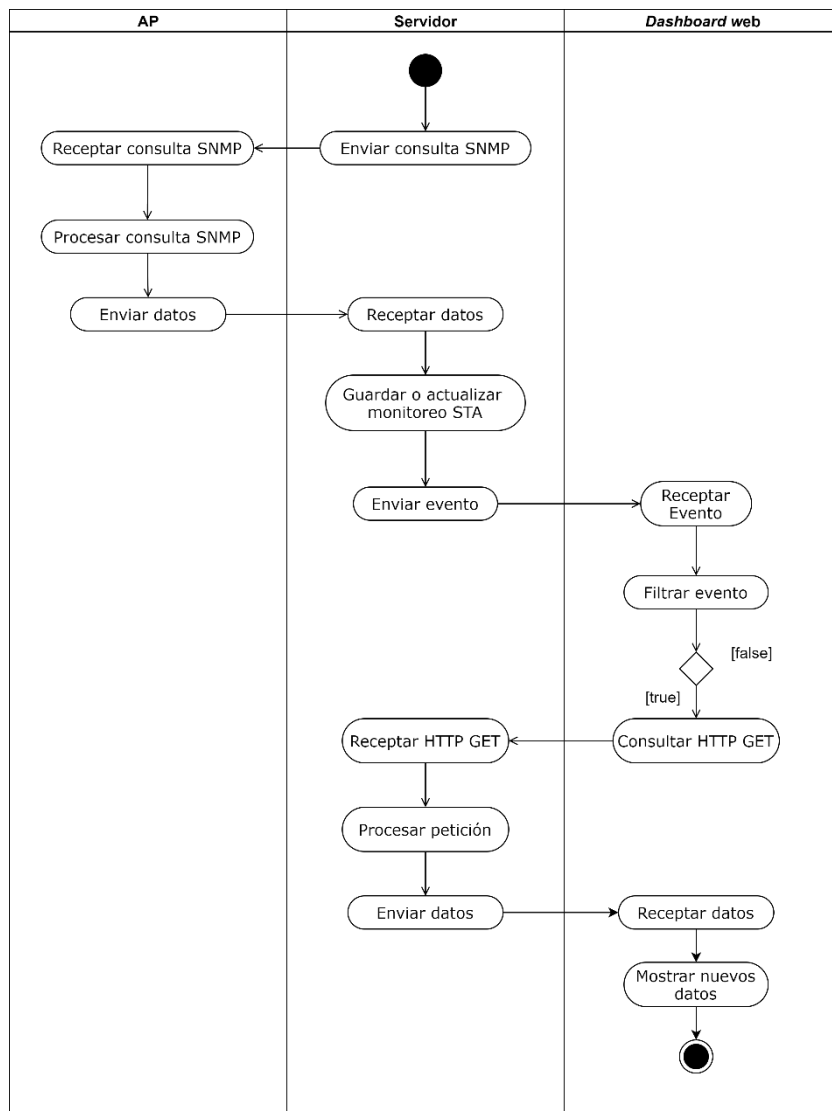 AP
Servidor
Dashboard web
Receptar consulta SNMP
Enviar consulta SNMP
Procesar consulta SNMP
Enviar datos
Receptar datos
Guardar o actualizar
monitoreo STA
Enviar evento
Receptar
Evento
Filtrar evento
[false]
[true]
Receptar HTTP GET
Consultar HTTP GET
Procesar petición
Enviar datos
Receptar datos
Mostrar nuevos
datos